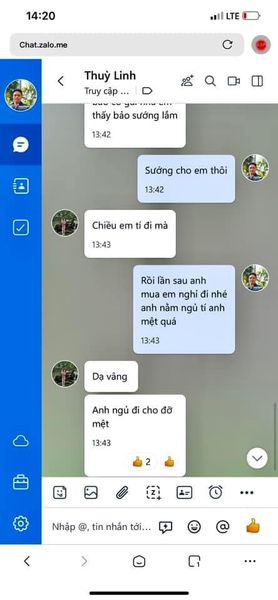 14:20
LTE
Chat.zalo.me
Thuỳ Linh
Truy cập ...
thấy bảo sướng lắm
13:42
Sướng cho em thôi
13:42
Chiều em tí đi mà
13:43
Rồi lần sau anh
mua em nghỉ đi nhé
anh nằm ngủ tí anh
mệt quá
13:43
Dạ vâng
Anh ngủ đi cho đỡ
mệt
13:43
2
Nhập @, tin nhắn tới...